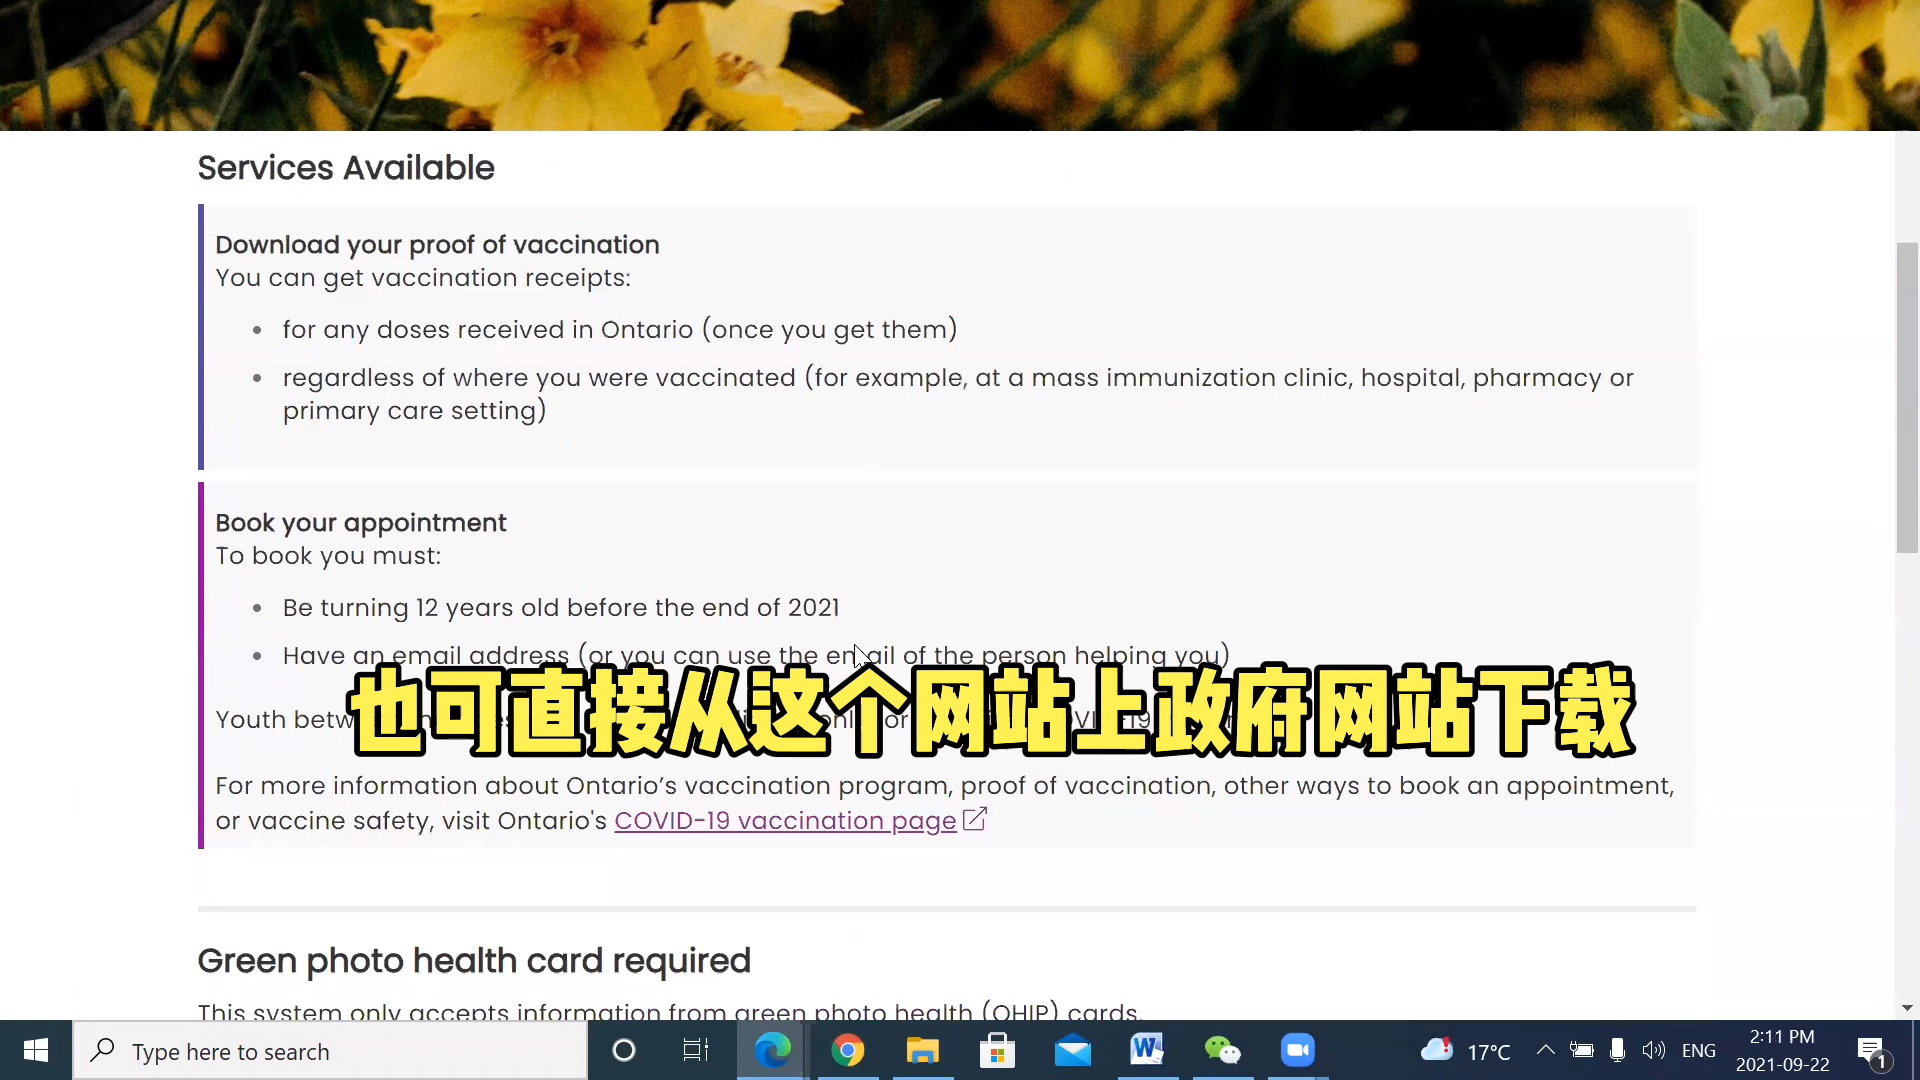 Services Available
Download your proof of vaccination
You can get vaccination receipts:
for any doses received in Ontario (once you get them)
regardless of where you were vaccinated (for example, at a mass immunization clinic, hospital, pharmacy or
primary care setting)
Book your appointment
To book you must:
Be turning 12 years old before the end of 2021
Have an email address (or you can use the email of the person helping you)
也可直接从这个网站上政府网站下载
Youth
For more information about Ontario’s vaccination program, proof of vaccination, other ways to book an appointment,
or vaccine safety, visit Ontario's COVID-19 vaccination page
Green photo health card required
This system only accepts information from green photo health (OHIP) cards.
Type here to search
17°C
ENG
2:11 PM
2021-09-22
1